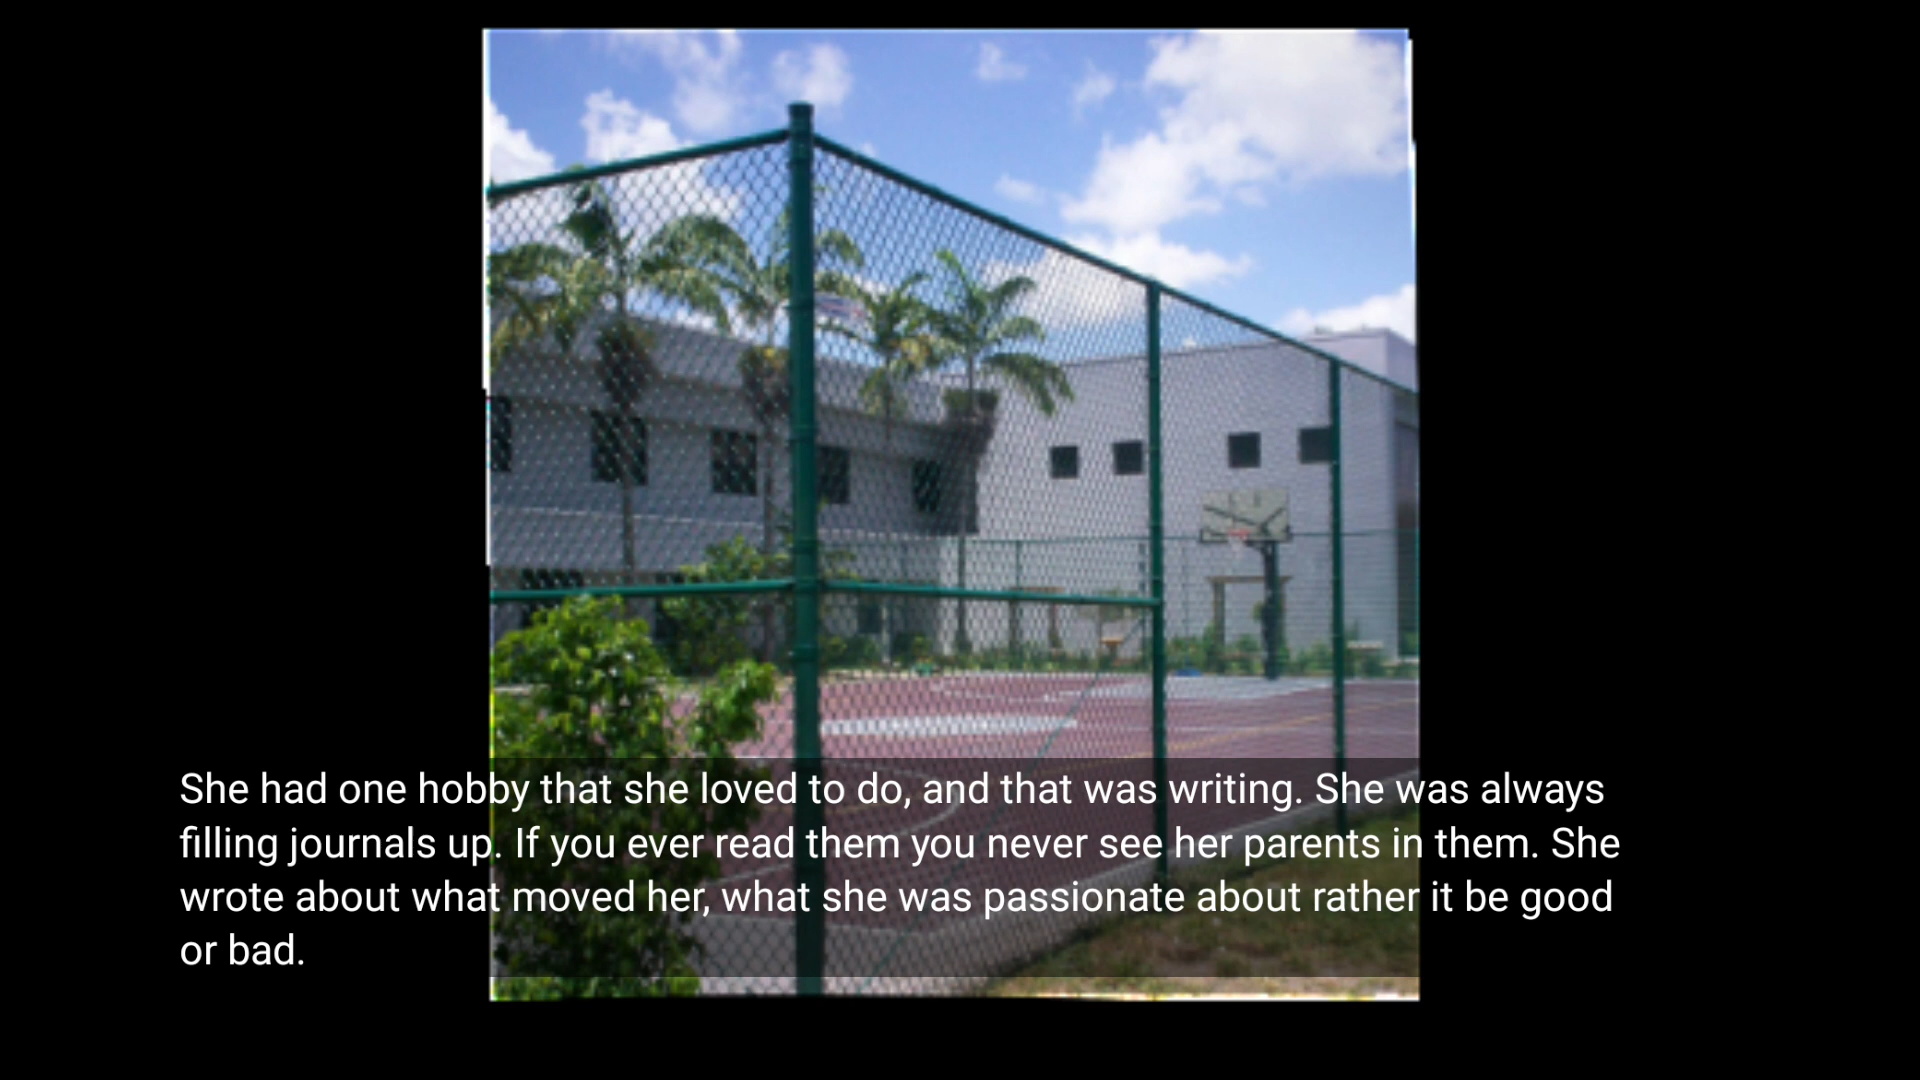 She had one hobby that she loved to do, and that was writing. She was always
filling journals up. If you ever read them you never see her parents in them. She
wrote about what moved her, what she was passionate about rather it be good
or bad.